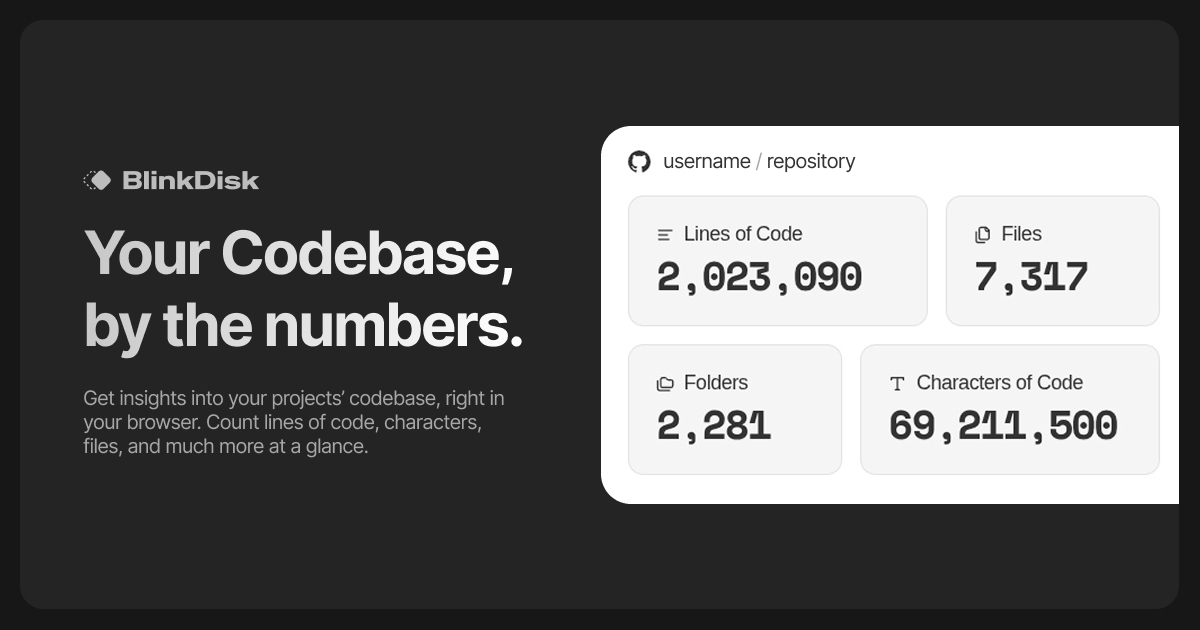 BlinkDisk
Your Codebase,
by the numbers.
Get insights into your projects’ codebase, right in
your browser. Count lines of code, characters,
files, and much more at a glance.
username / repository
Lines of Code
2,023,090
Files
7,317
Folders
2,281
Characters of Code
69,211,500